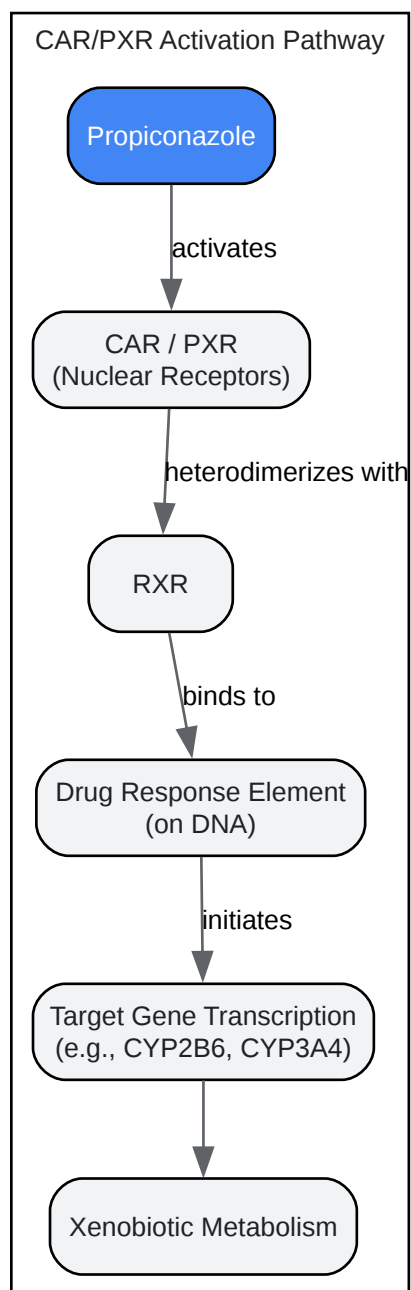 CAR/PXR Activation Pathway
Propiconazole
activates
CAR / PXR
(Nuclear Receptors)
heterodimerizes with
RXR
binds to
Drug Response Element
(on DNA)
initiates
Target Gene Transcription
(e.g., CYP2B6, CYP3A4)
Xenobiotic Metabolism